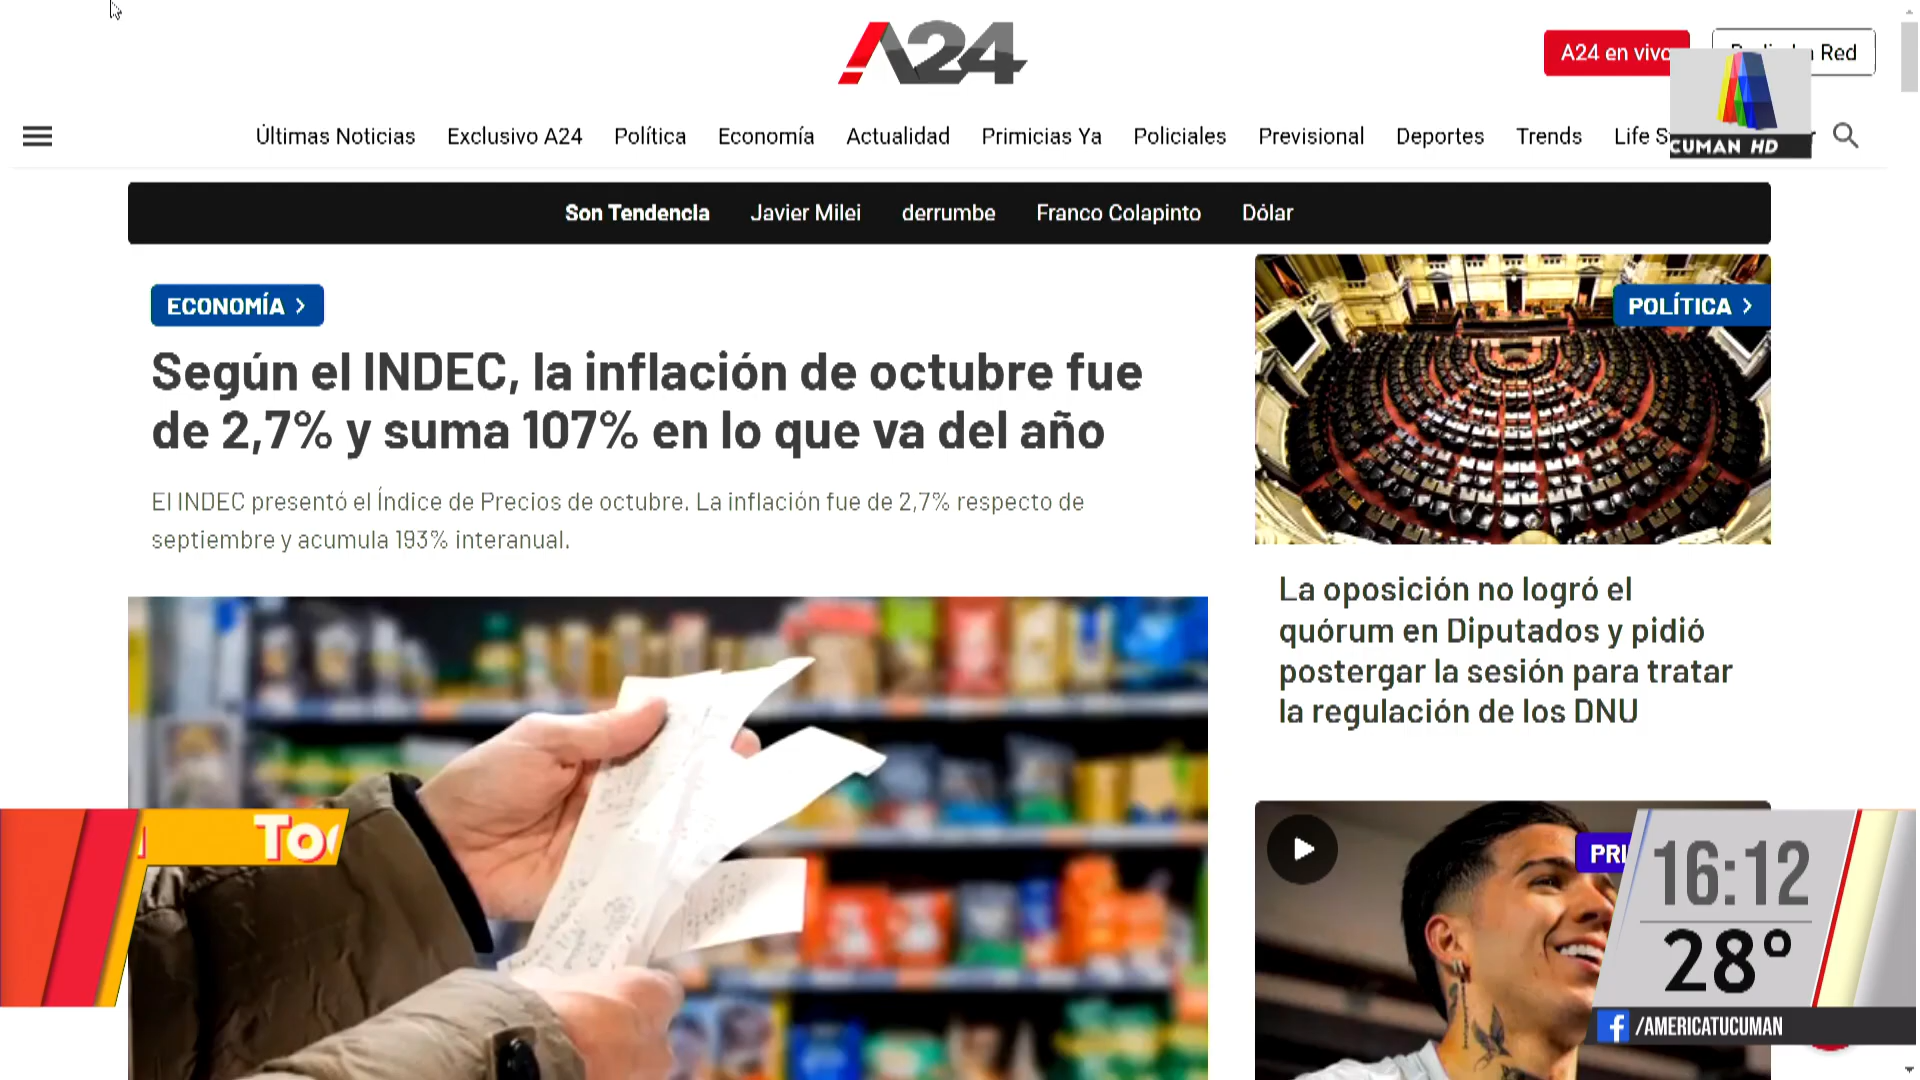 A24
A24 en vivo
Red
Últimas Noticias Exclusivo A24 Política Economía Actualidad Primicias Ya Policiales Previsional Deportes Trends Life
CUMAN HD
Son Tendencia Javier Milei derrumbe Franco Colapinto Dólar
ECONOMÍA
Según el INDEC, la inflación de octubre fue
de 2,7% y suma 107% en lo que va del año
El INDEC presentó el Índice de Precios de octubre. La inflación fue de 2,7% respecto de
septiembre y acumula 193% interanual.
POLÍTICA
La oposición no logró el
quórum en Diputados y pidió
postergar la sesión para tratar
la regulación de los DNU
PRI
16:12
28°
/AMERICATUCUMAN